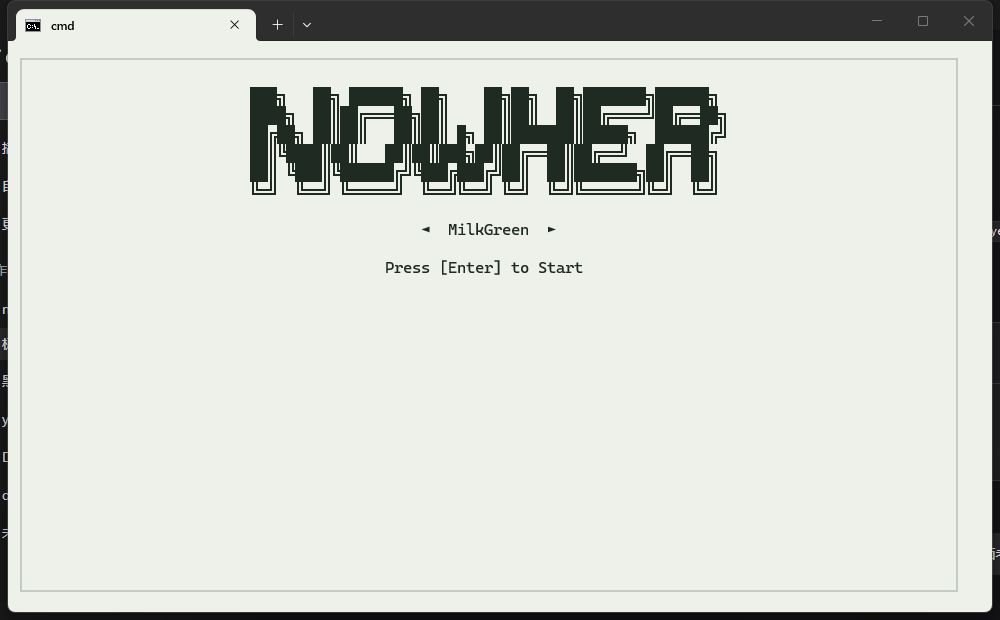 cmd
NOWHER
◄ MilkGreen ►
Press [Enter] to Start